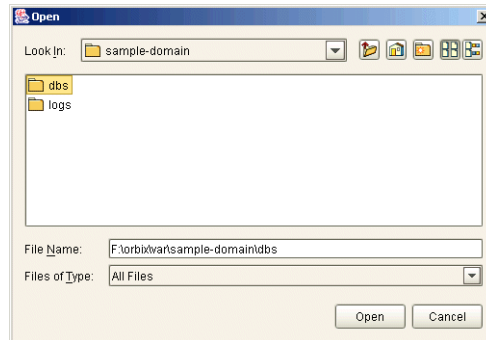 Open
Look In: sample-domain
dbs
logs
File Name: F:\orbix\var\sample-domain\dbs
Files of Type: All Files
Open Cancel